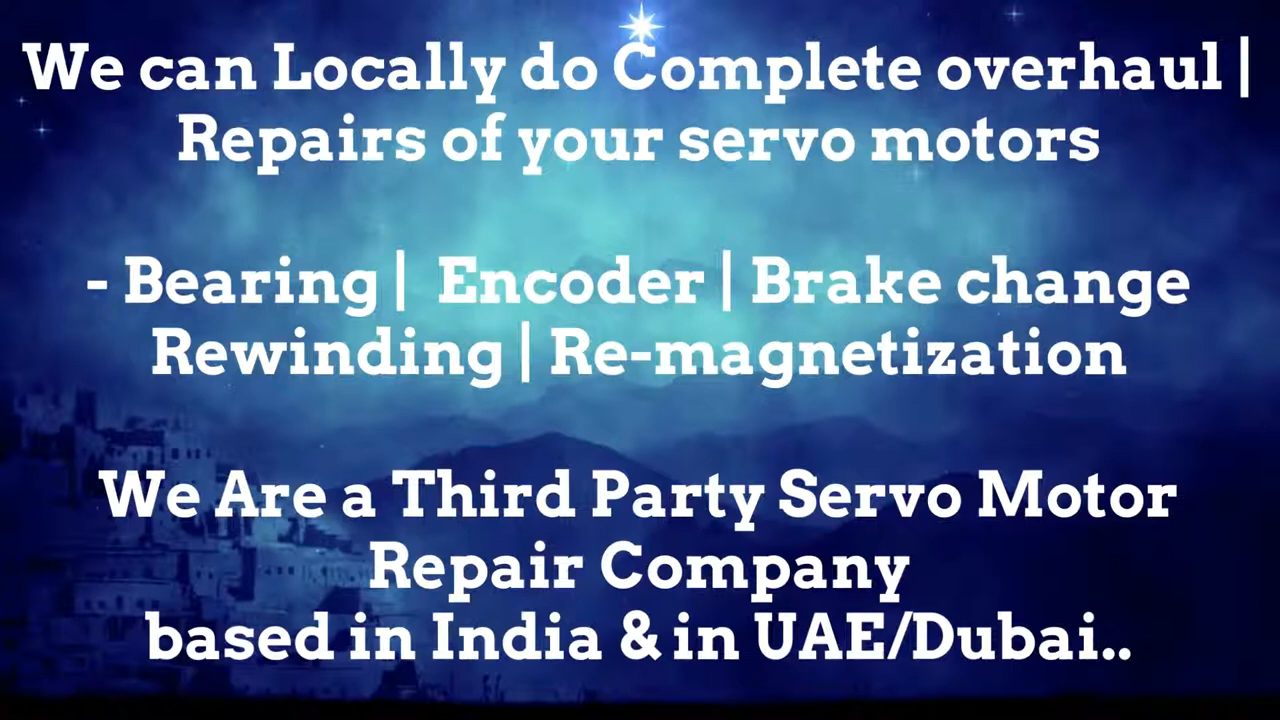 We can Locally do Complete overhaul |
Repairs of your servo motors
- Bearing | Encoder | Brake change
Rewinding | Re-magnetization
We Are a Third Party Servo Motor
Repair Company
based in India & in UAE/Dubai..